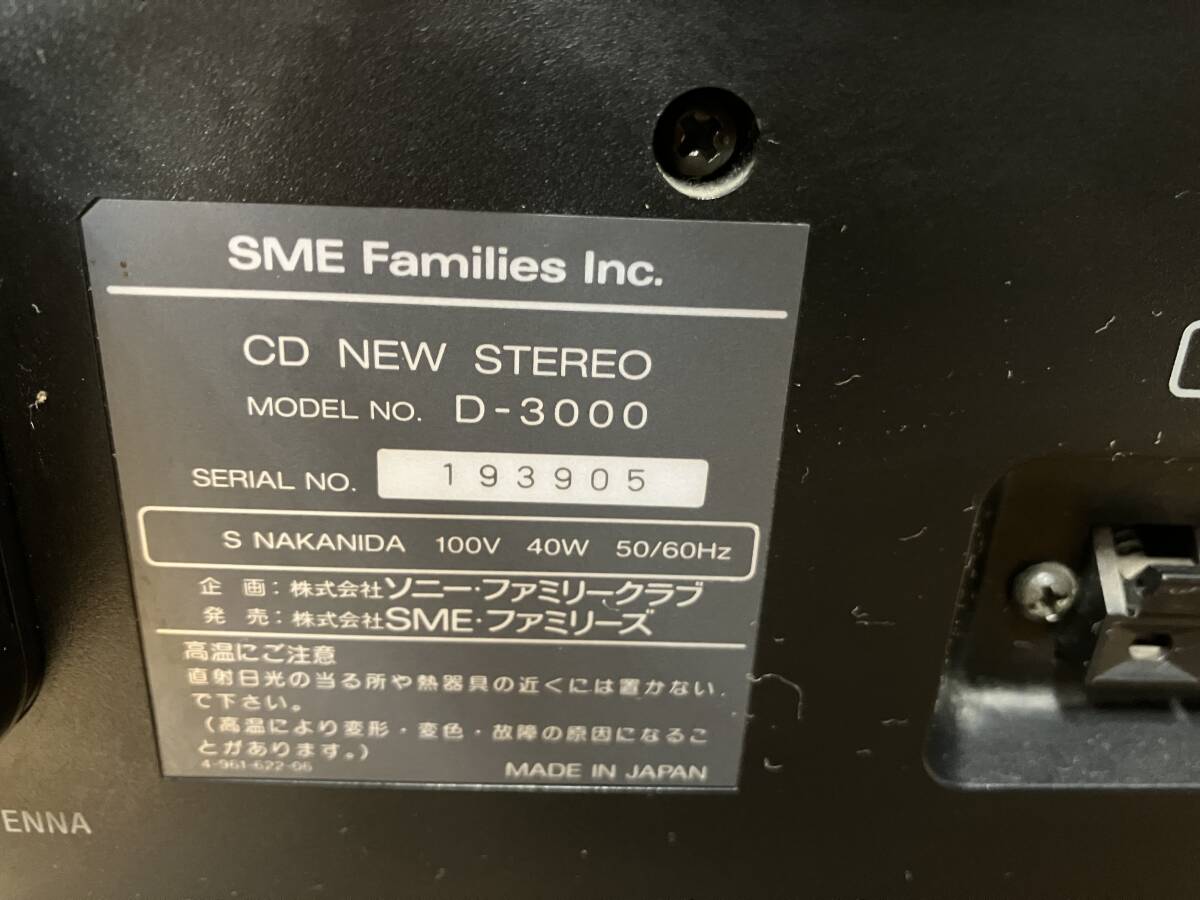 SME Families Inc.
CD NEW STEREO
MODEL NO. D-3000
SERIAL NO. 193905
S NAKANIDA 100V 40W 50/60Hz
企 画:株式会社ソニー・ファミリークラブ
発 売:株式会社SME・ファミリーズ
高温にご注意
直射日光の当る所や熱器具の近くには置かない
で下さい。
(高温により変形・変色・故障の原因になるこ
とがあります。)
4-961-622-06
MADE IN JAPAN
ENNA